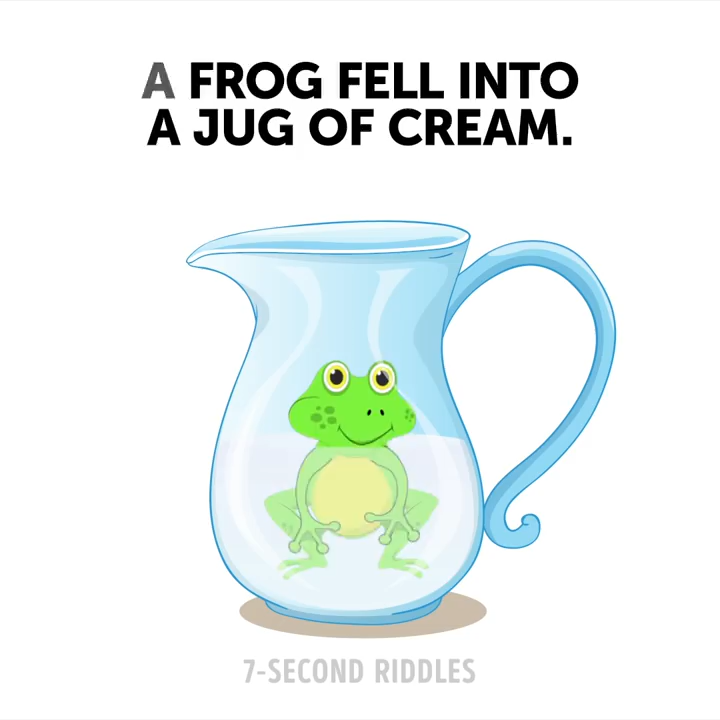 A FROG FELL INTO
A JUG OF CREAM.
7-SECOND RIDDLES